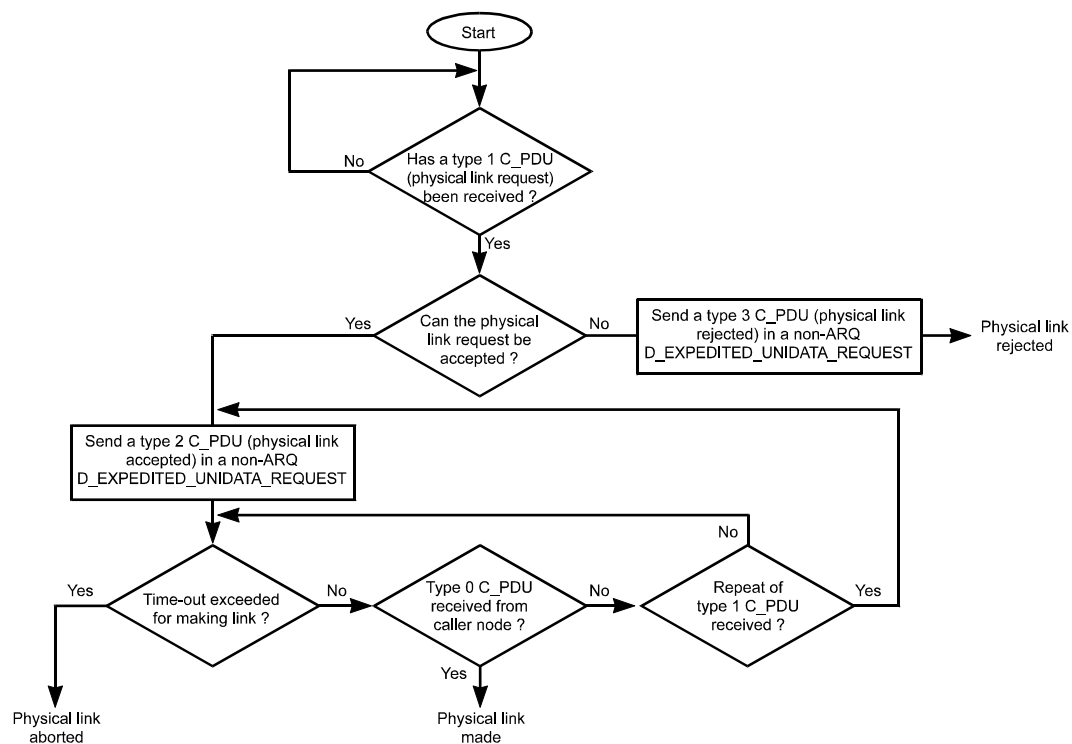 Start
No
Has a type 1 C_PDU
(physical link request)
been received ?
Yes
Yes
Can the physical
link request be
accepted ?
No
Send a type 3 C_PDU (physical link
rejected) in a non-ARQ
D_EXPEDITED_UNIDATA_REQUEST
Physical link
rejected
Send a type 2 C_PDU (physical link
accepted) in a non-ARQ
D_EXPEDITED_UNIDATA_REQUEST
No
Yes
Time-out exceeded
for making link ?
No
Type 0 C_PDU
received from
caller node ?
No
Repeat of
type 1 C_PDU
received ?
Yes
Yes
Physical link
aborted
Physical link
made